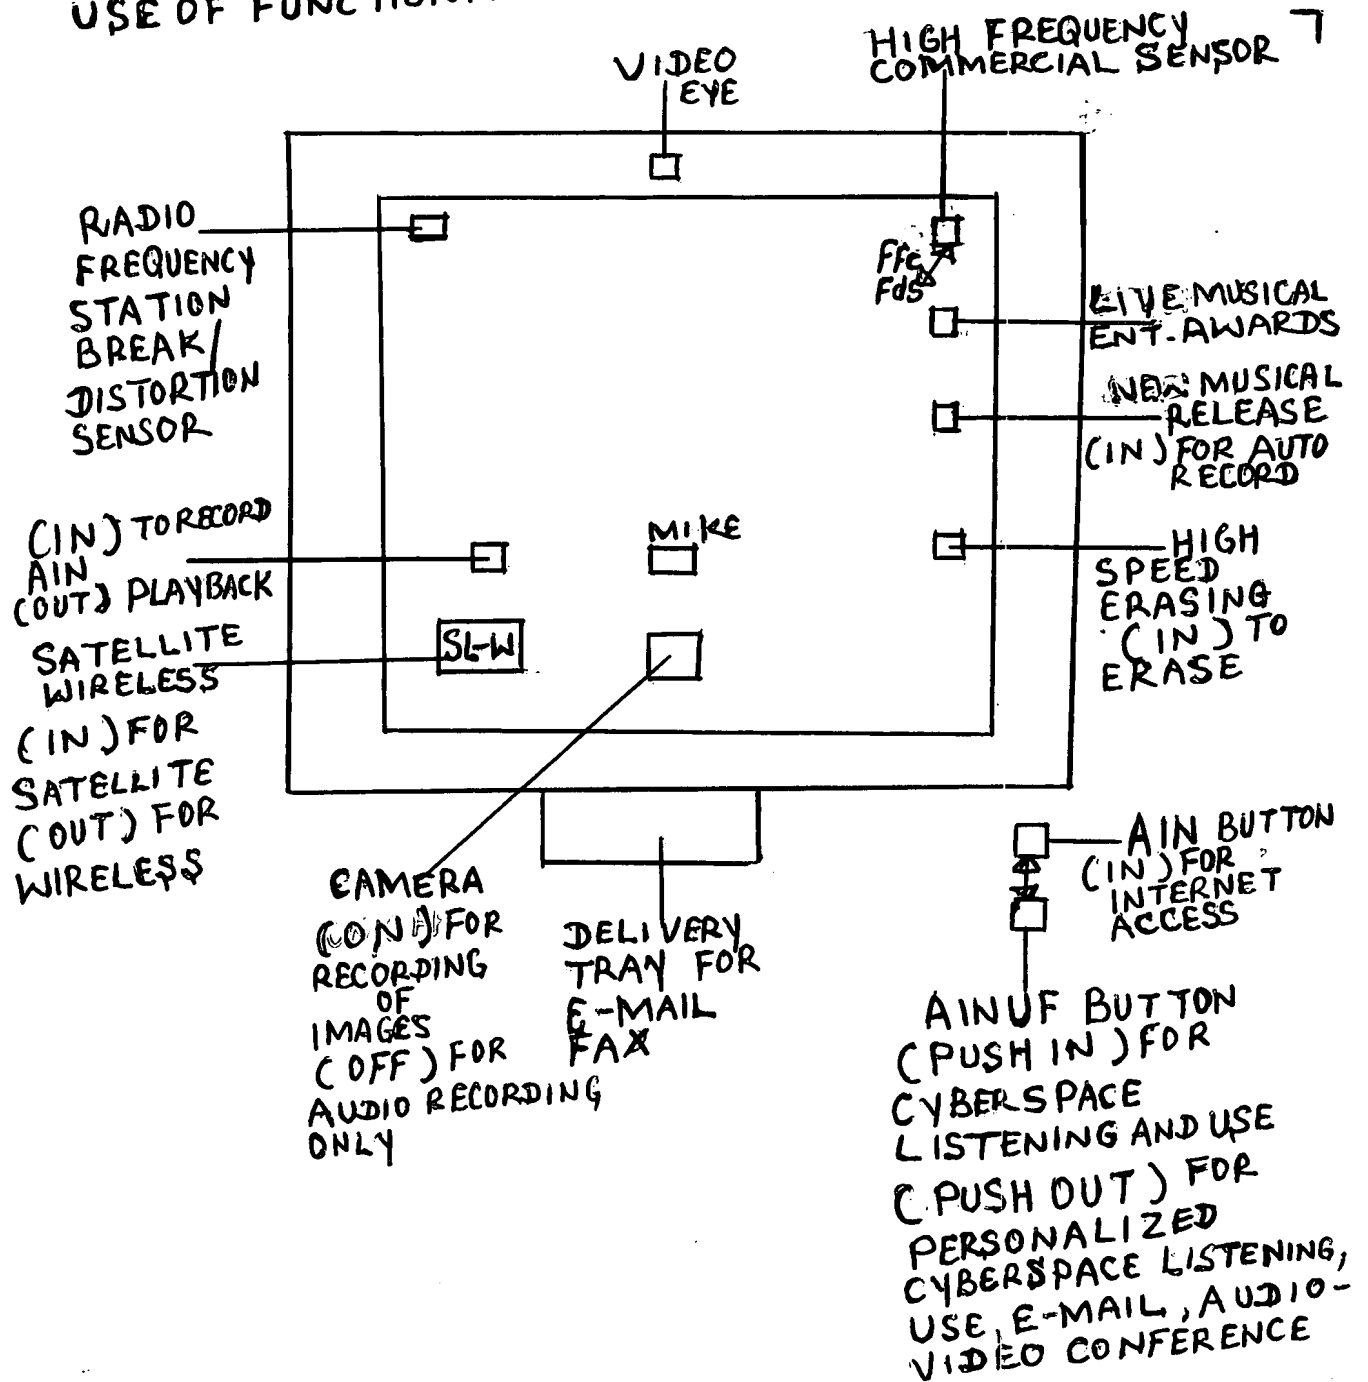 USE OF
VIDEO
EYE
HIGH FREQUENCY
COMMERCIAL SENSOR
7
RADIO
FREQUENCY
STATION
BREAK/
DISTORTION
SENSOR
Ffc
Fds
LIVE MUSICAL
ENT. AWARDS
NEW MUSICAL
RELEASE
(IN) FOR AUTO
RECORD
(IN) TO RECORD
AIN
(OUT) PLAYBACK
MIKE
HIGH
SPEED
ERASING
(IN) TO
ERASE
SATELLITE
WIRELESS
(IN) FOR
SATELLITE
(OUT) FOR
WIRELESS
SL-W
CAMERA
(ON) FOR
RECORDING
OF
IMAGES
(OFF) FOR
AUDIO RECORDING
ONLY
DELIVERY
TRAY FOR
E-MAIL
FAX
AIN BUTTON
(IN) FOR
INTERNET
ACCESS
AINUF BUTTON
(PUSH IN) FOR
CYBERSPACE
LISTENING AND USE
(PUSH OUT) FOR
PERSONALIZED
CYBERSPACE LISTENING,
USE, E-MAIL, AUDIO-
VIDEO CONFERENCE